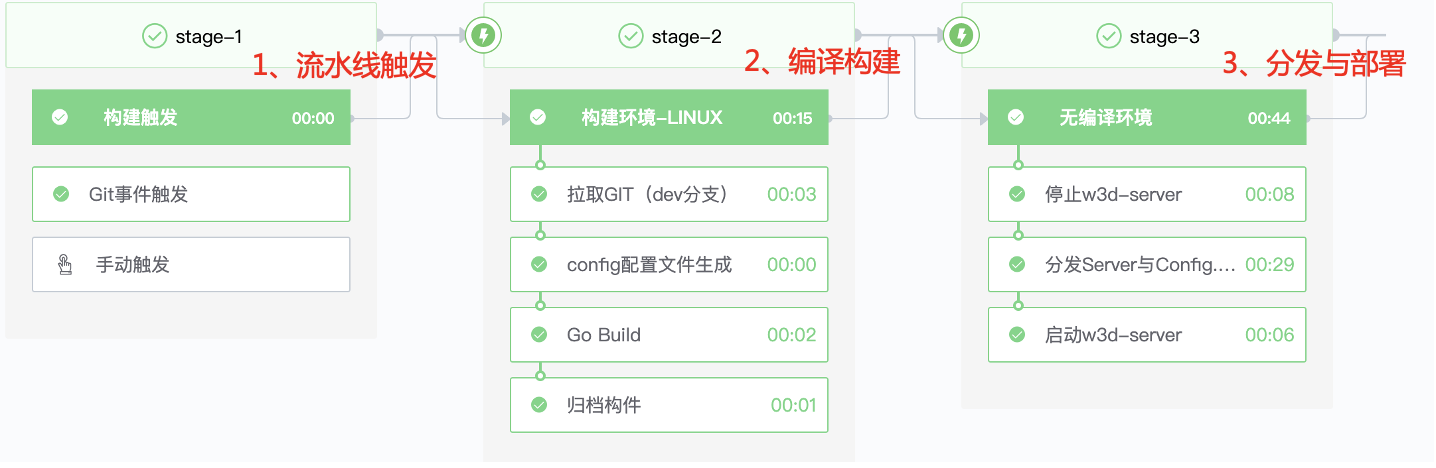 stage-1
1、流水线触发
构建触发 00:00
Git事件触发
手动触发
stage-2
2、编译构建
构建环境-LINUX 00:15
拉取GIT（dev分支） 00:03
config配置文件生成 00:00
Go Build 00:02
归档构件 00:01
stage-3
3、分发与部署
无编译环境 00:44
停止w3d-server 00:08
分发Server与Config.... 00:29
启动w3d-server 00:06